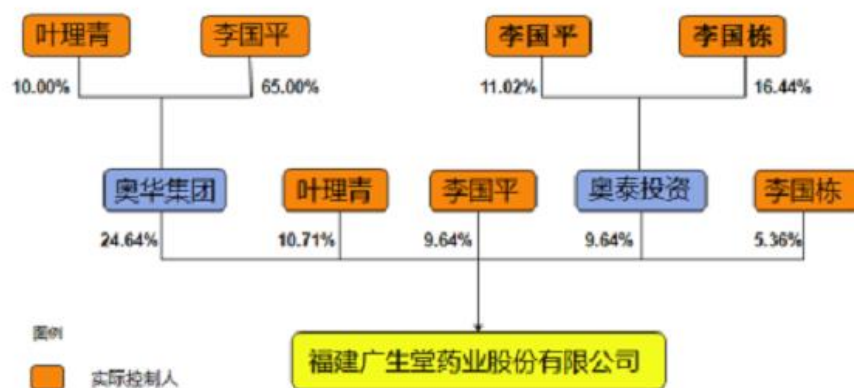 叶理青 李国平 李国平 李国栋
10.00% 65.00% 11.02% 16.44%
奥华集团 叶理青 李国平 奥泰投资 李国栋
24.64% 10.71% 9.64% 9.64% 5.36%
图例
福建广生堂药业股份有限公司
实际控制人